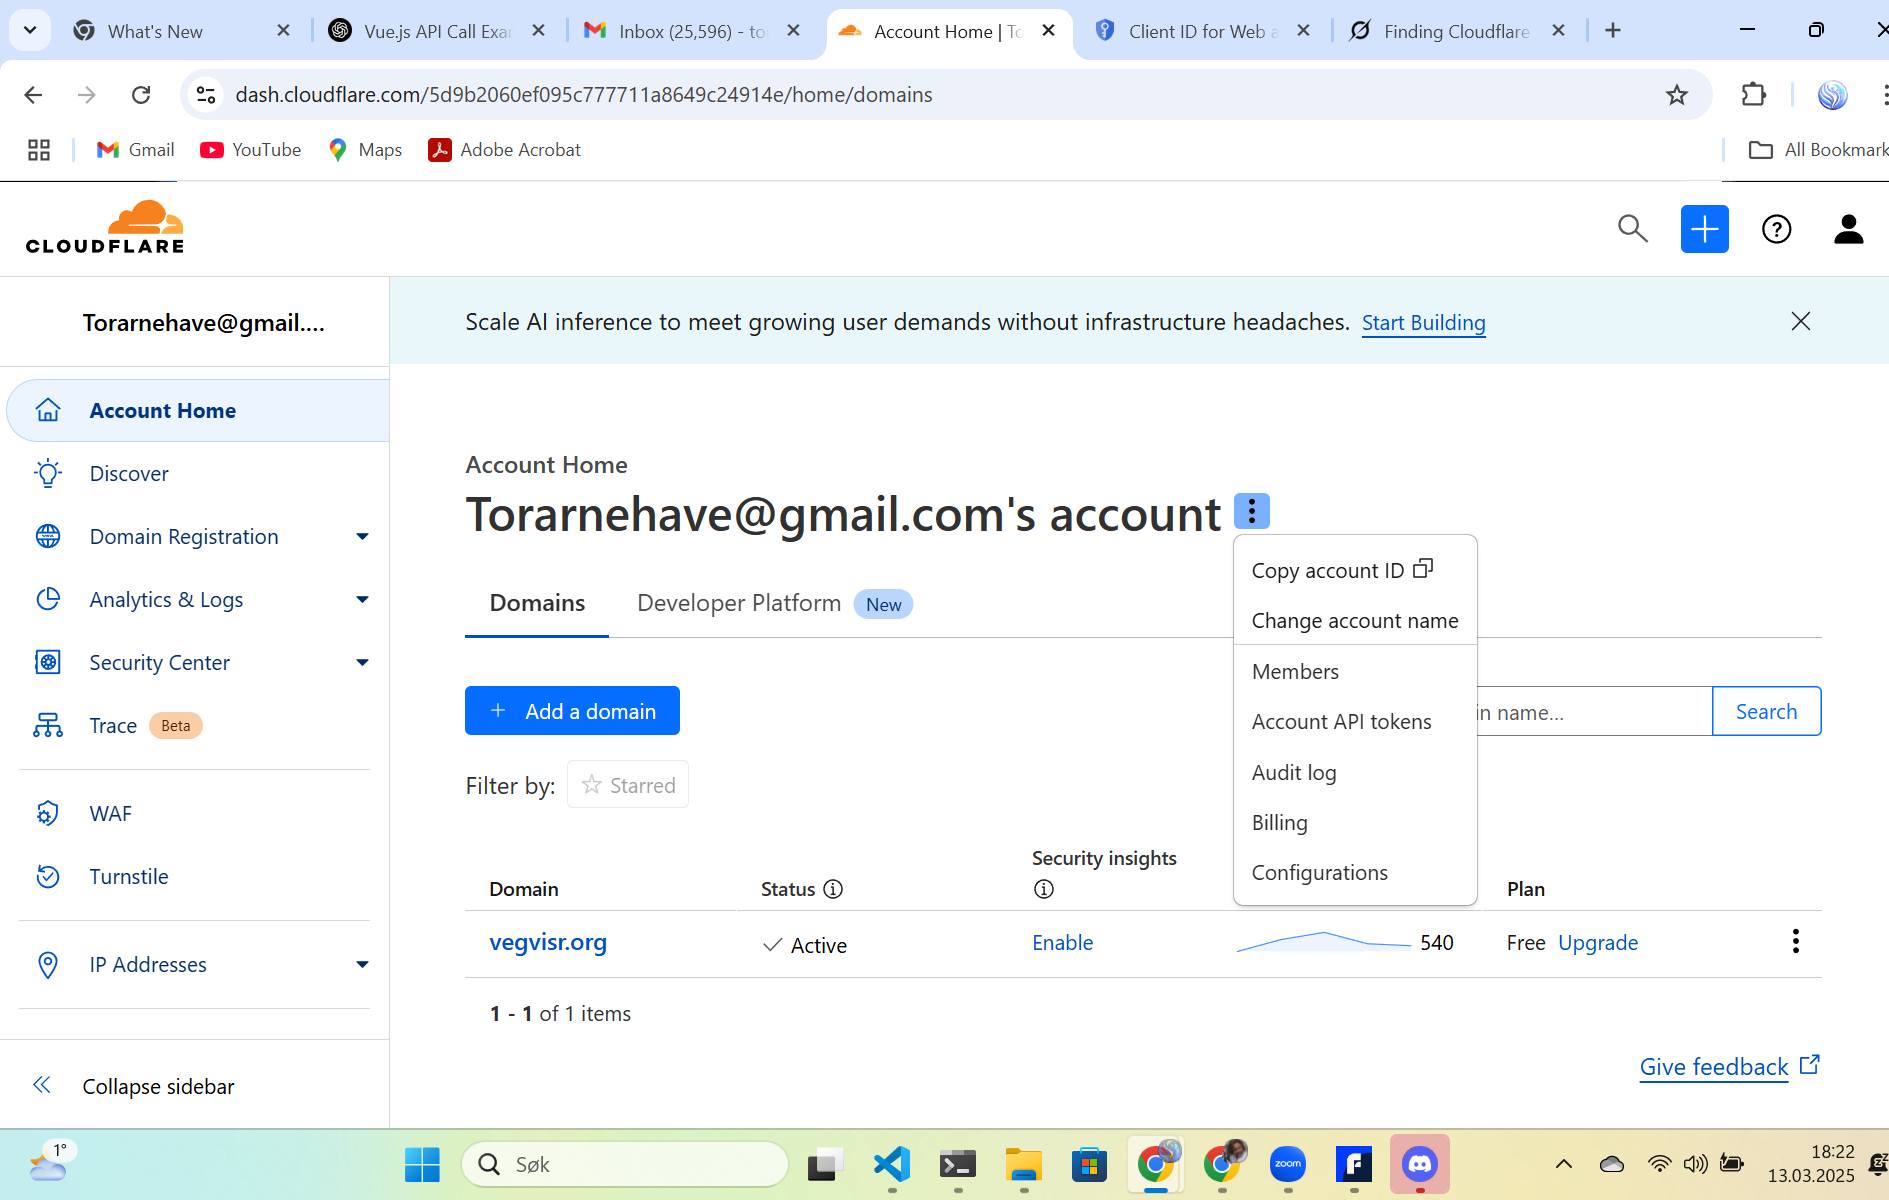 What's New
Vue.js API Call Exa
Inbox (25,596) - to
Account Home | To
Client ID for Web a
Finding Cloudflare
dash.cloudflare.com/5d9b2060ef095c777711a8649c24914e/home/domains
Gmail
YouTube
Maps
Adobe Acrobat
All Bookmark
CLOUDFLARE
Torarnehave@gmail....
Account Home
Discover
Domain Registration
Analytics & Logs
Security Center
Trace Beta
WAF
Turnstile
IP Addresses
Collapse sidebar
Scale AI inference to meet growing user demands without infrastructure headaches. Start Building
Account Home
Torarnehave@gmail.com's account
Copy account ID
Change account name
Members
Account API tokens
Audit log
Billing
Configurations
Domains
Developer Platform New
+ Add a domain
in name...
Search
Filter by: Starred
Domain
Status
Security insights
Plan
vegvisr.org
Active
Enable
540
Free Upgrade
1 - 1 of 1 items
Give feedback
1°
Søk
zoom
18:22
13.03.2025